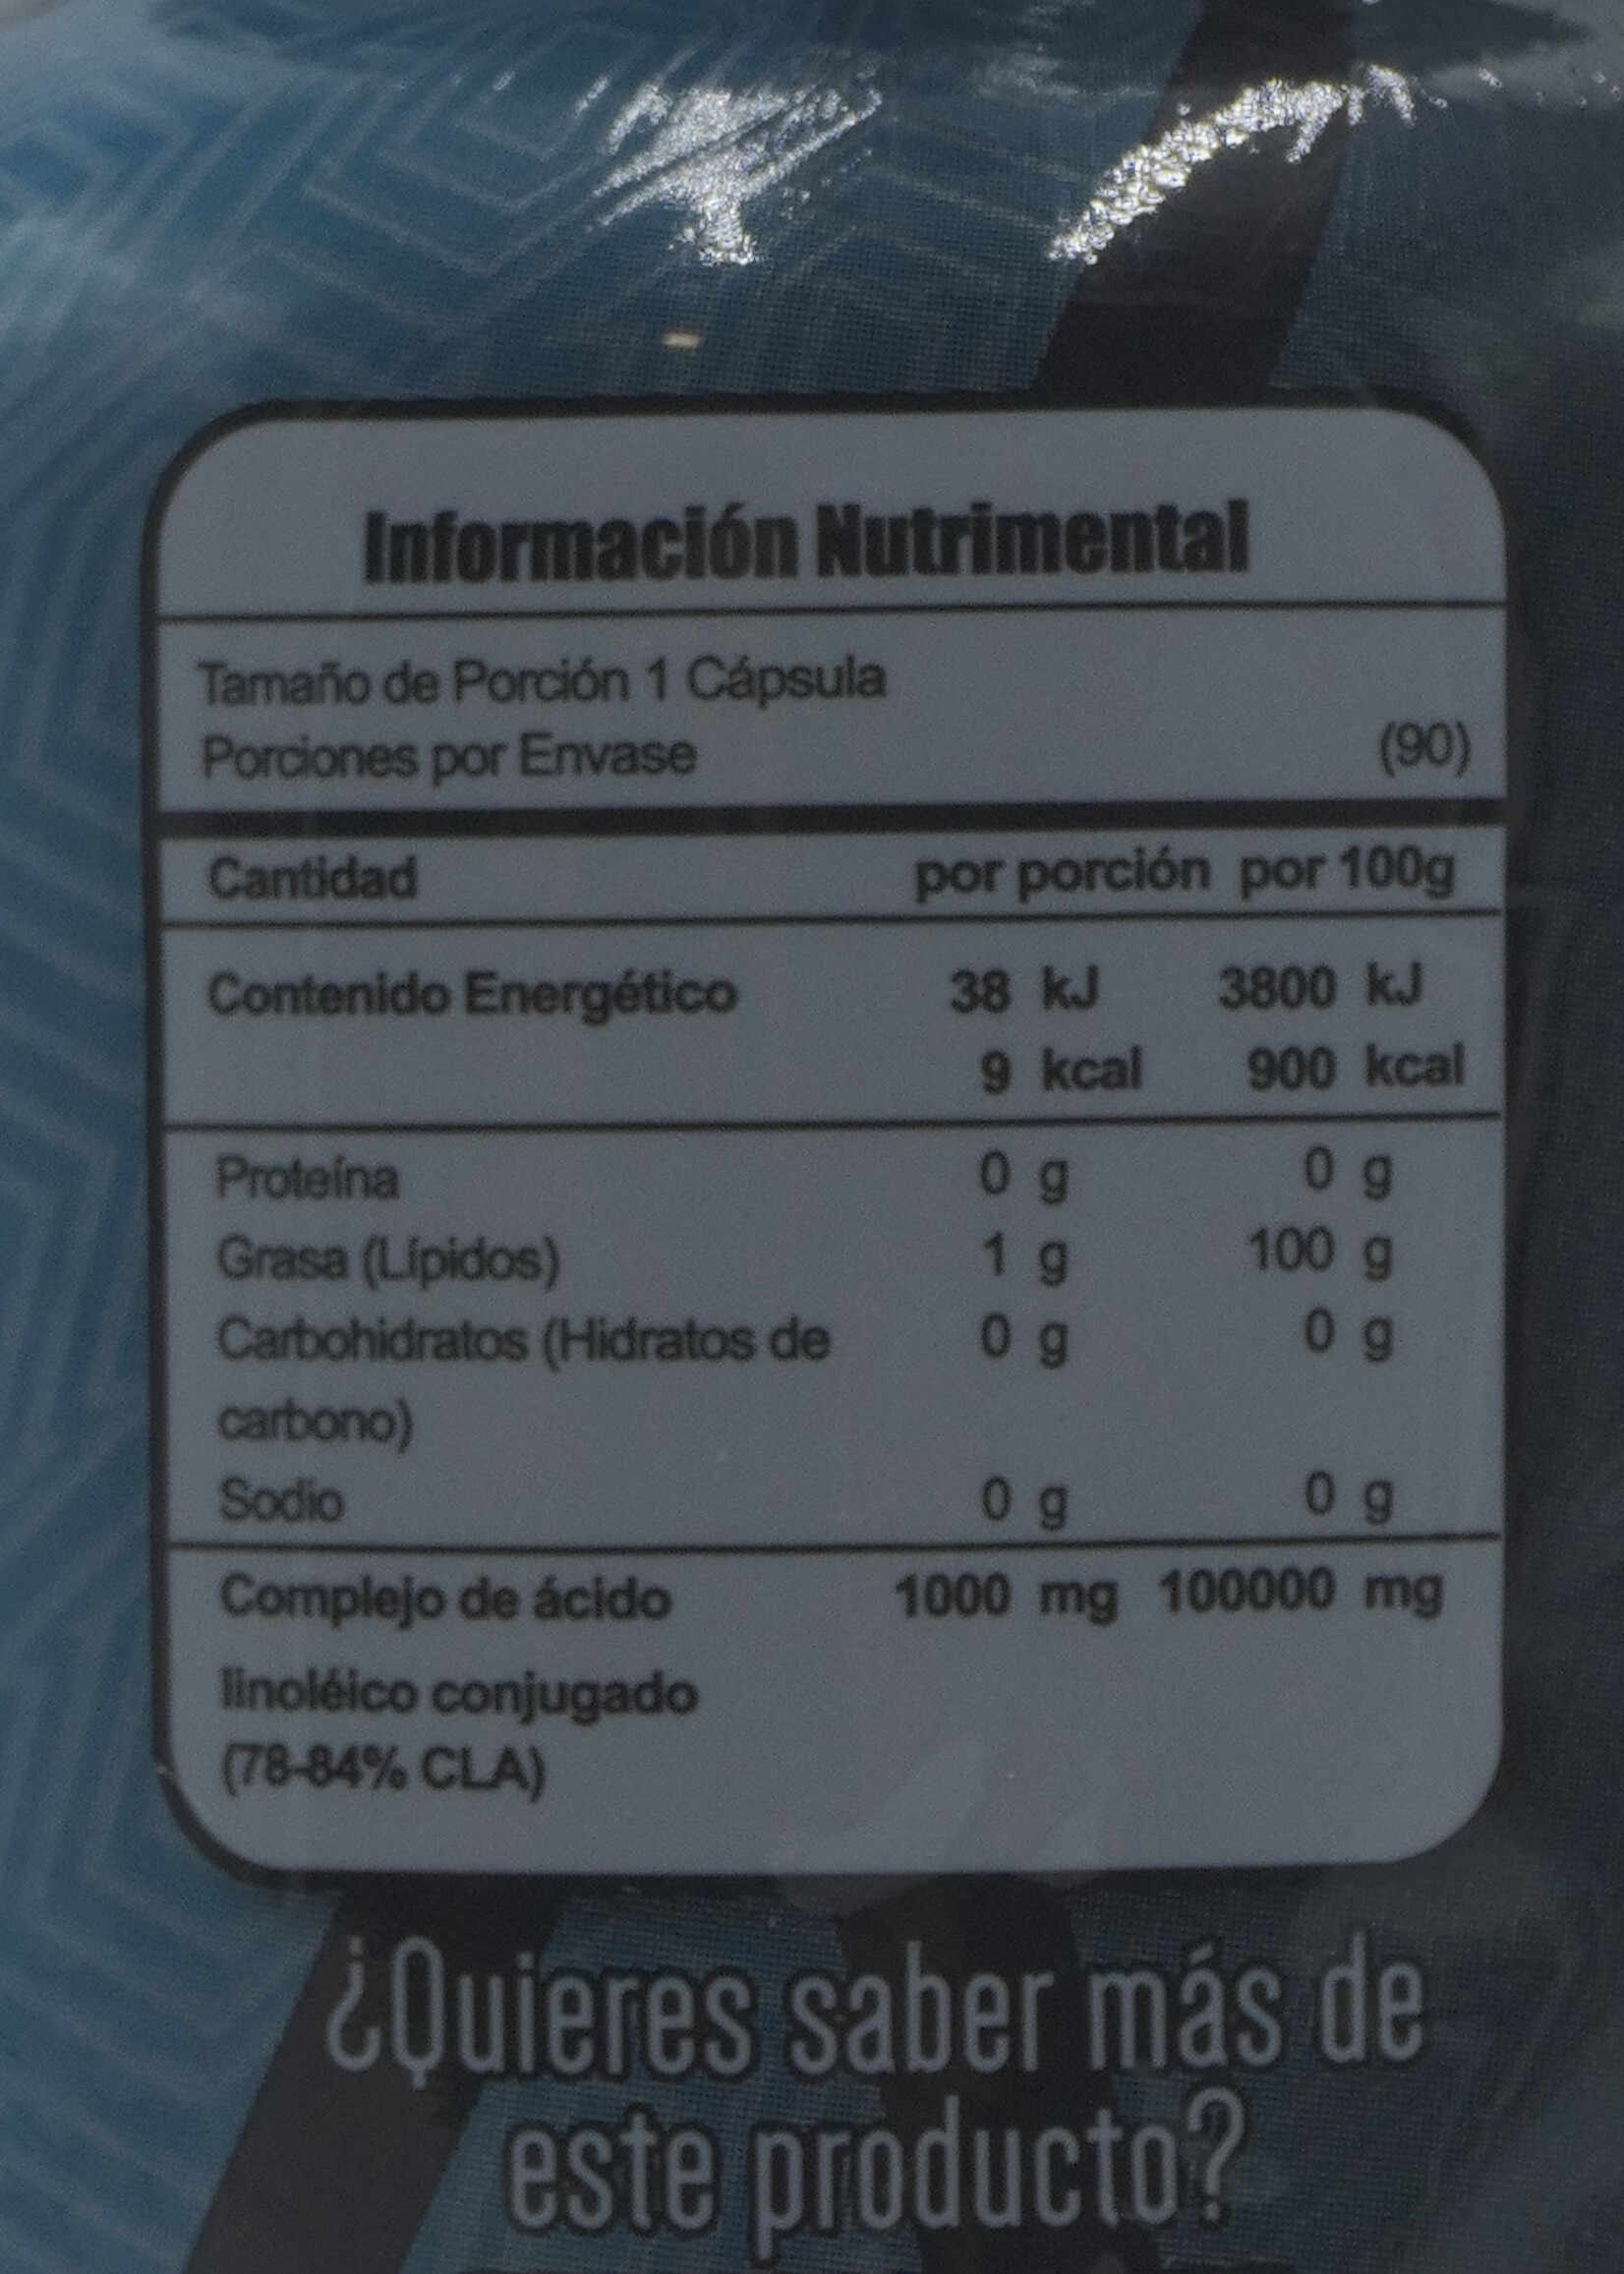 Información Nutrimental
Tamaño de Porción 1 Cápsula
Porciones por Envase (90)
Cantidad por porción por 100g
Contenido Energético 38 kJ 3800 kJ
9 kcal 900 kcal
Proteína 0 g 0 g
Grasa (Lípidos) 1 g 100 g
Carbohidratos (Hidratos de 0 g 0 g
carbono)
Sodio 0 g 0 g
Complejo de ácido 1000 mg 100000 mg
linoléico conjugado
(78-84% CLA)
¿Quieres saber más de
este producto?